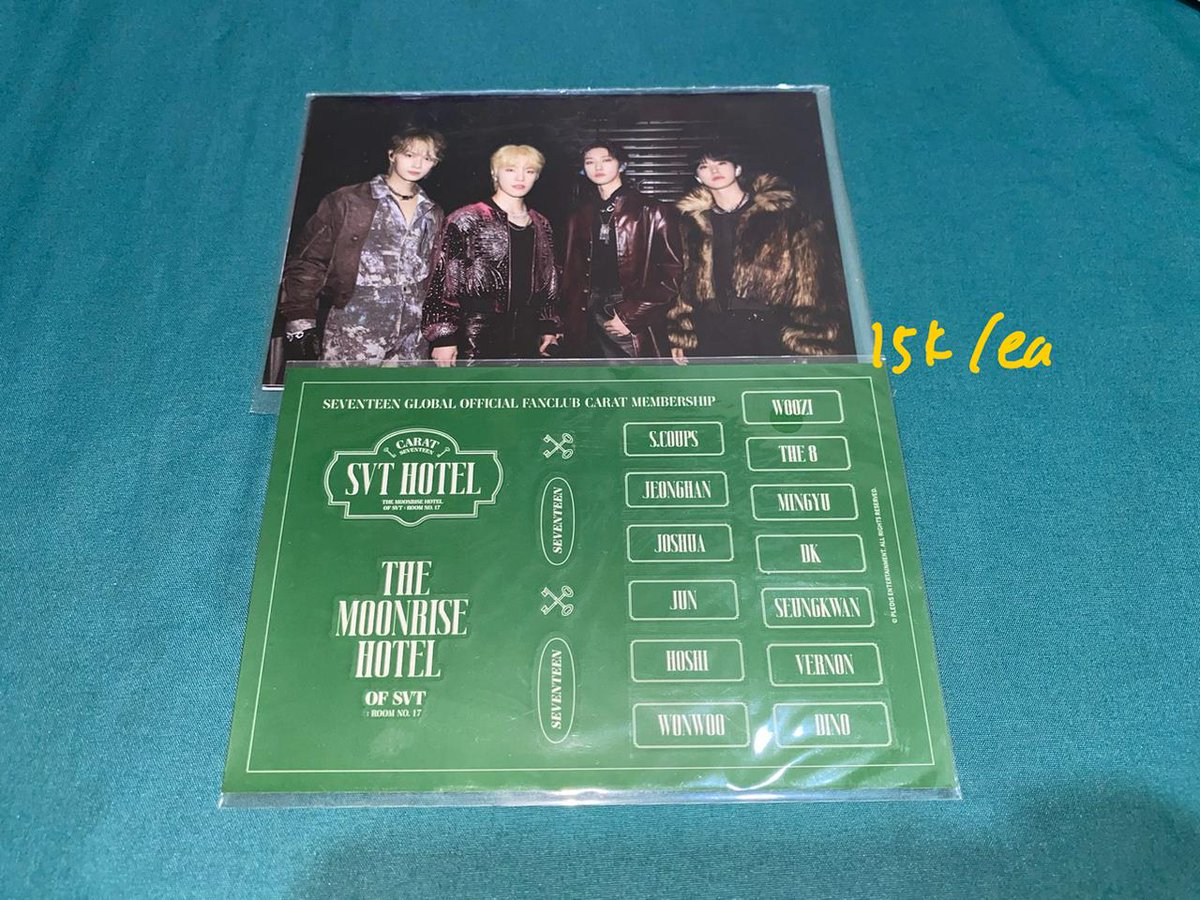 15k/ea
SEVENTEEN GLOBAL OFFICIAL FANCLUB CARAT MEMBERSHIP
CARAT
SEVENTEEN
SVT HOTEL
THE MOONRISE HOTEL
OF SVT : ROOM NO. 17
THE
MOONRISE
HOTEL
OF SVT
: ROOM NO. 17
SEVENTEEN
SEVENTEEN
S.COUPS
JEONGHAN
JOSHUA
JUN
HOSHI
WONWOO
WOOZI
THE 8
MINGYU
DK
SEUNGKWAN
VERNON
DINO
© PLEDIS ENTERTAINMENT. ALL RIGHTS RESERVED.